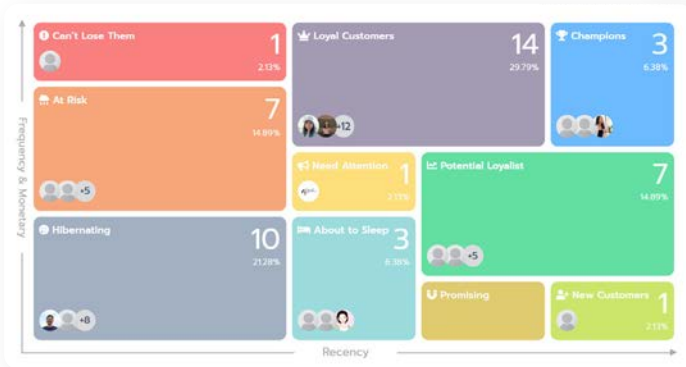 Can't Lose Them
1
2.13%
Loyal Customers
14
29.79%
+12
Champions
3
6.38%
At Risk
7
14.89%
+5
Need Attention
1
2.13%
Potential Loyalist
7
14.89%
+5
Hibernating
10
21.28%
+8
About to Sleep
3
6.38%
Promising
New Customers
1
2.13%
Frequency & Monetary
Recency